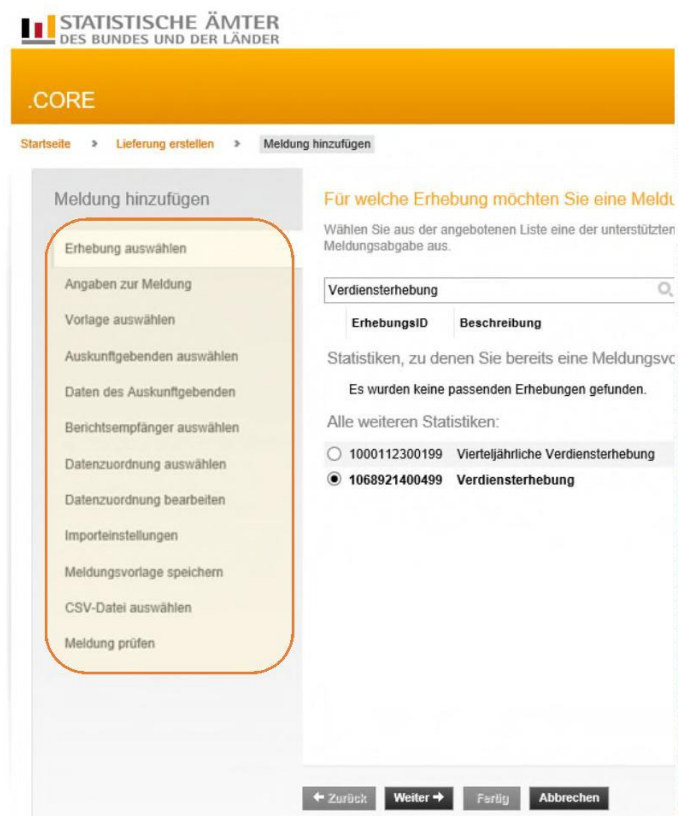 STATISTISCHE ÄMTER
DES BUNDES UND DER LÄNDER
.CORE
Startseite > Lieferung erstellen > Meldung hinzufügen
Meldung hinzufügen
Erhebung auswählen
Angaben zur Meldung
Vorlage auswählen
Auskunftgebenden auswählen
Daten des Auskunftgebenden
Berichtsempfänger auswählen
Datenzuordnung auswählen
Datenzuordnung bearbeiten
Importeinstellungen
Meldungsvorlage speichern
CSV-Datei auswählen
Meldung prüfen
Für welche Erhebung möchten Sie eine Meldu
Wählen Sie aus der angebotenen Liste eine der unterstützten
Meldungsabgabe aus.
Verdiensterhebung
ErhebungsID Beschreibung
Statistiken, zu denen Sie bereits eine Meldungsvo
Es wurden keine passenden Erhebungen gefunden.
Alle weiteren Statistiken:
1000112300199 Vierteljährliche Verdiensterhebung
1068921400499 Verdiensterhebung
← Zurück Weiter → Fertig Abbrechen